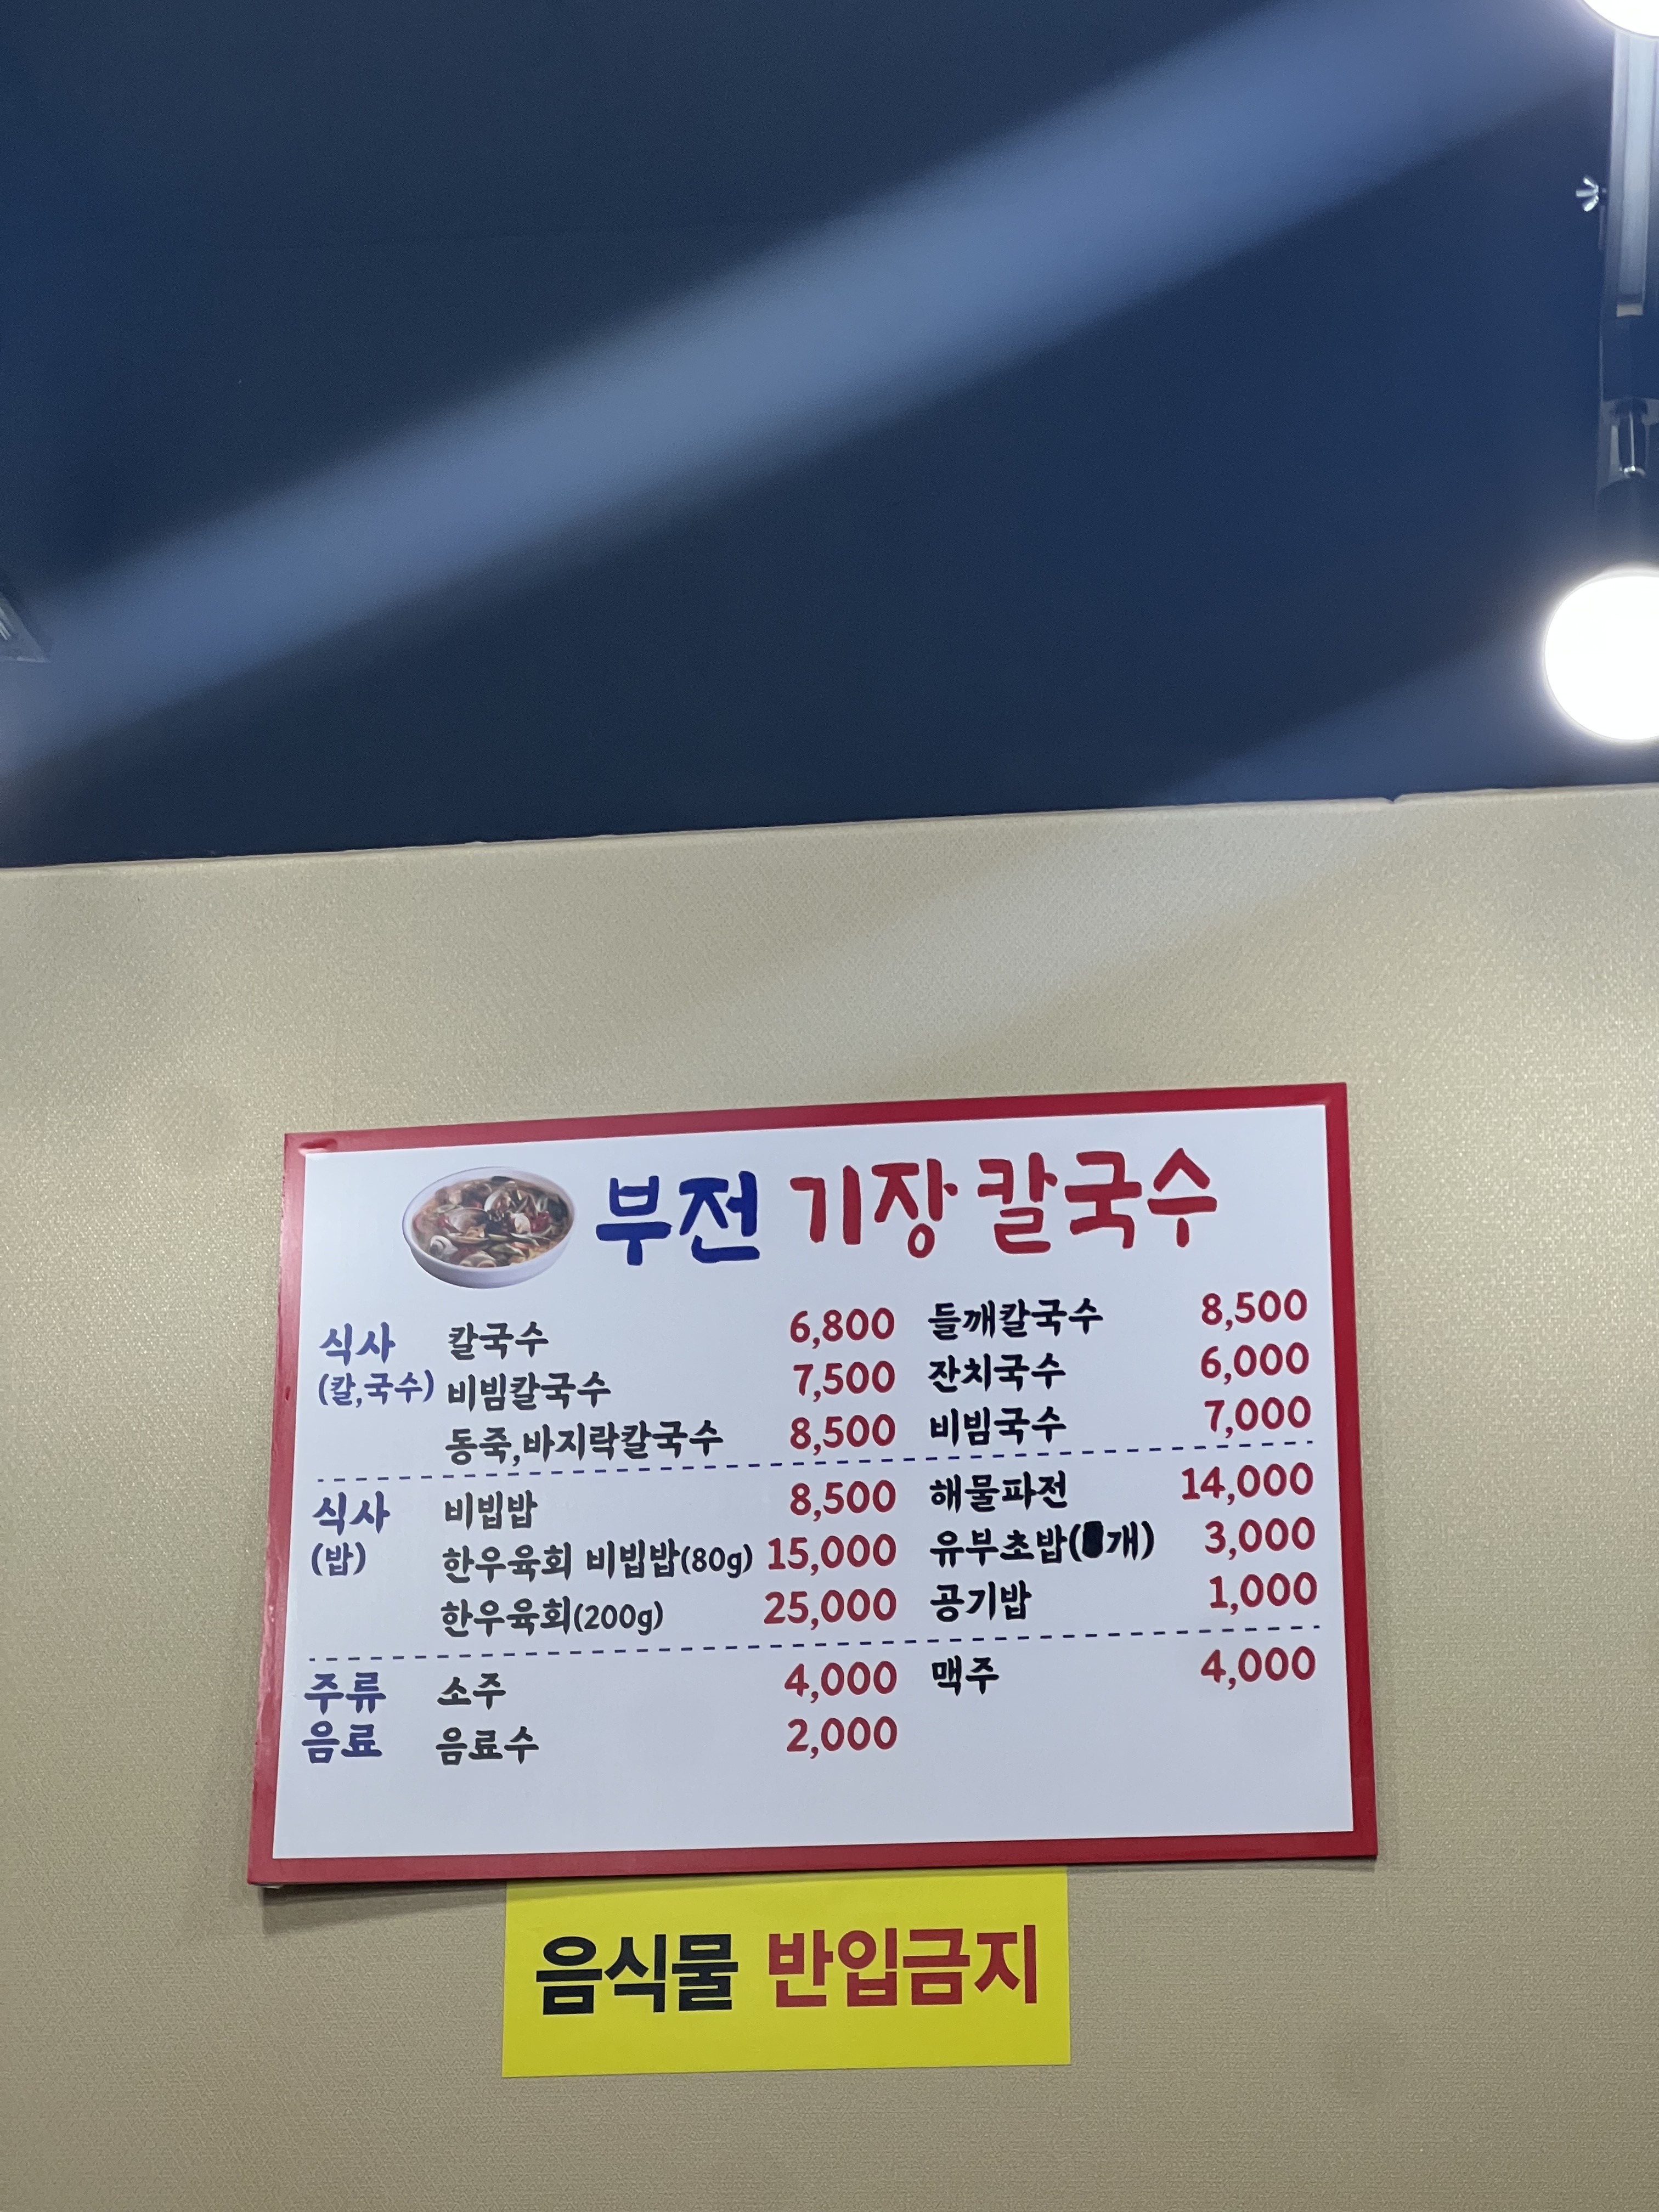 부전 기장 칼국수
식사 칼국수 6,800 들깨칼국수 8,500
(칼,국수) 비빔칼국수 7,500 잔치국수 6,000
동죽,바지락칼국수 8,500 비빔국수 7,000
식사 비빕밥 8,500 해물파전 14,000
(밥) 한우육회 비빕밥(80g) 15,000 유부초밥( 개) 3,000
한우육회(200g) 25,000 공기밥 1,000
주류 소주 4,000 맥주 4,000
음료 음료수 2,000
음식물 반입금지